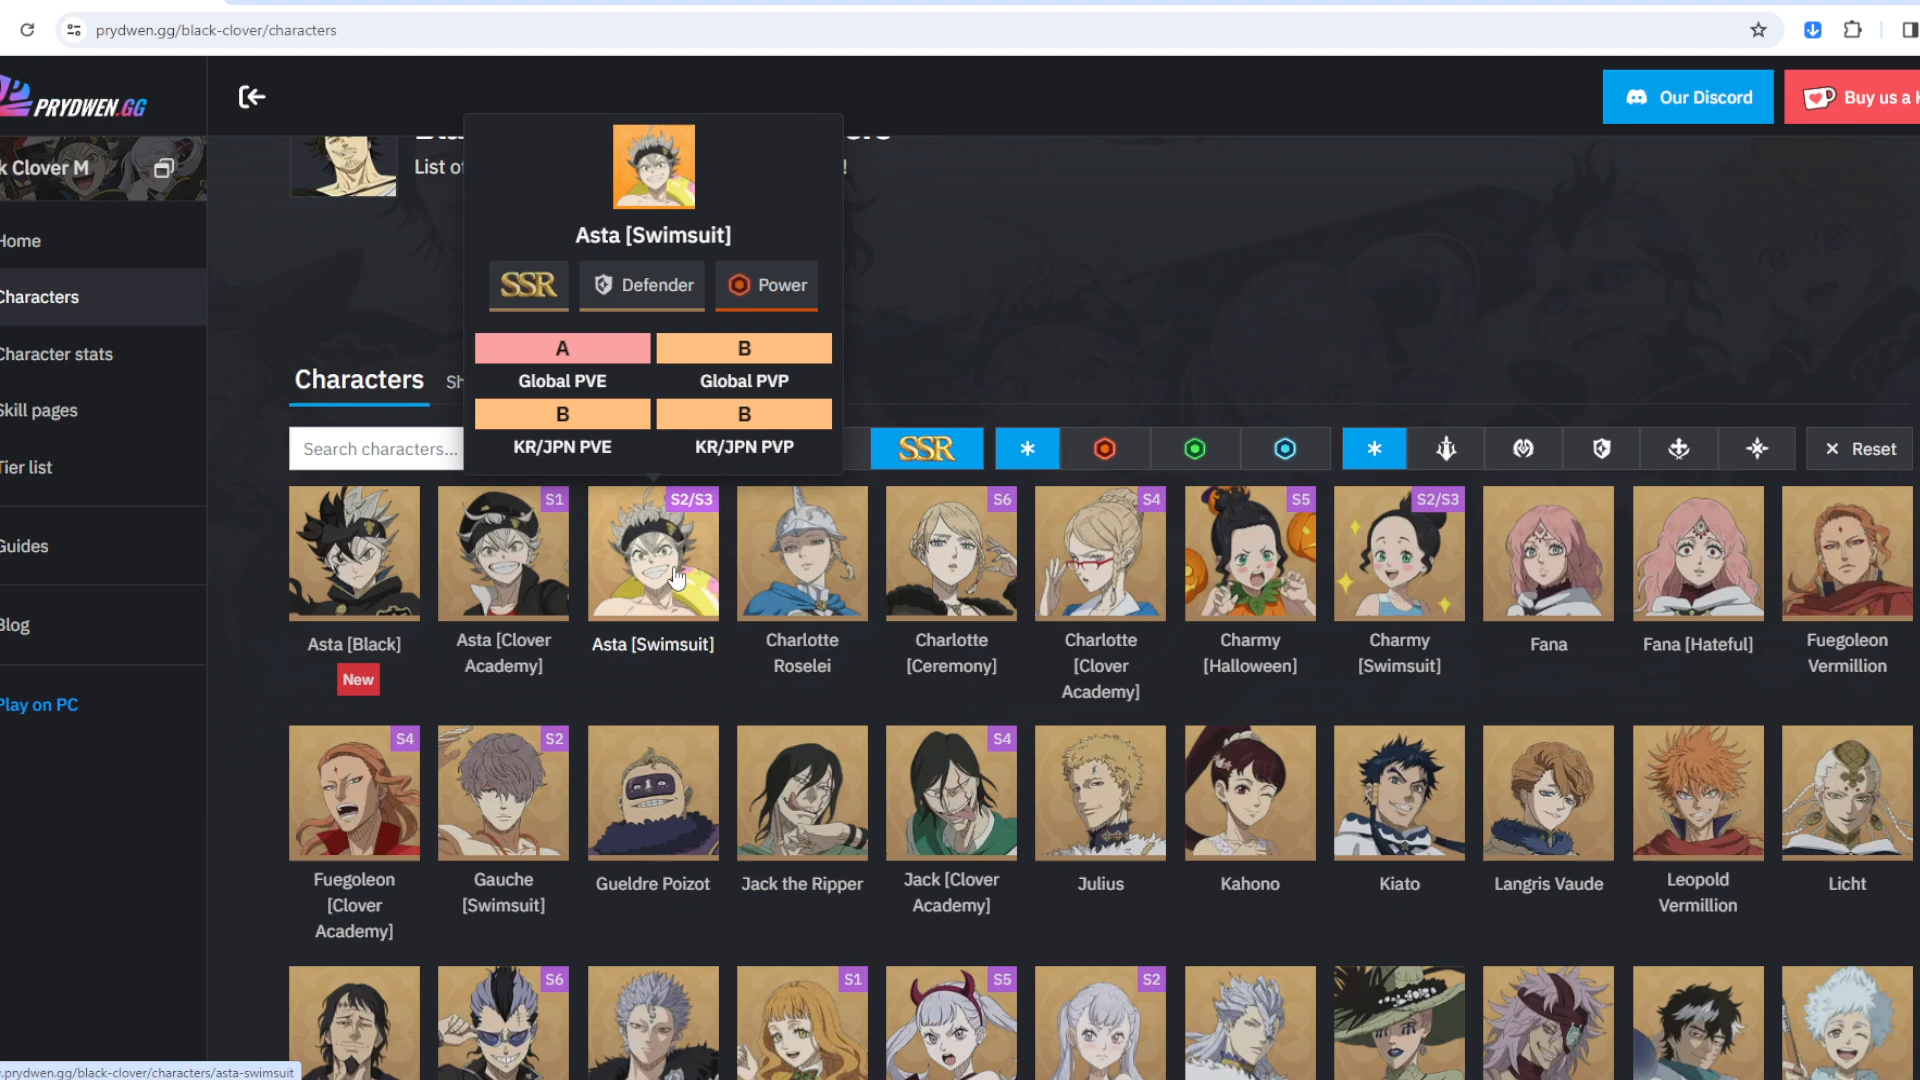 prydwen.gg/black-clover/characters
PRYDWEN.GG
Our Discord
Buy us a
k Clover M
List of
!
Asta [Swimsuit]
SSR
Defender
Power
A
B
Global PVE
Global PVP
B
B
KR/JPN PVE
KR/JPN PVP
Home
Characters
Character stats
Skill pages
Tier list
Guides
Blog
Play on PC
Characters
Sh
Search characters...
SSR
Reset
S1
S2/S3
S6
S4
S5
S2/S3
Asta [Black]
New
Asta [Clover
Academy]
Asta [Swimsuit]
Charlotte
Roselei
Charlotte
[Ceremony]
Charlotte
[Clover
Academy]
Charmy
[Halloween]
Charmy
[Swimsuit]
Fana
Fana [Hateful]
Fuegoleon
Vermillion
S4
S2
S4
Fuegoleon
[Clover
Academy]
Gauche
[Swimsuit]
Gueldre Poizot
Jack the Ripper
Jack [Clover
Academy]
Julius
Kahono
Kiato
Langris Vaude
Leopold
Vermillion
Licht
S6
S1
S5
S2
.prydwen.gg/black-clover/characters/asta-swimsuit